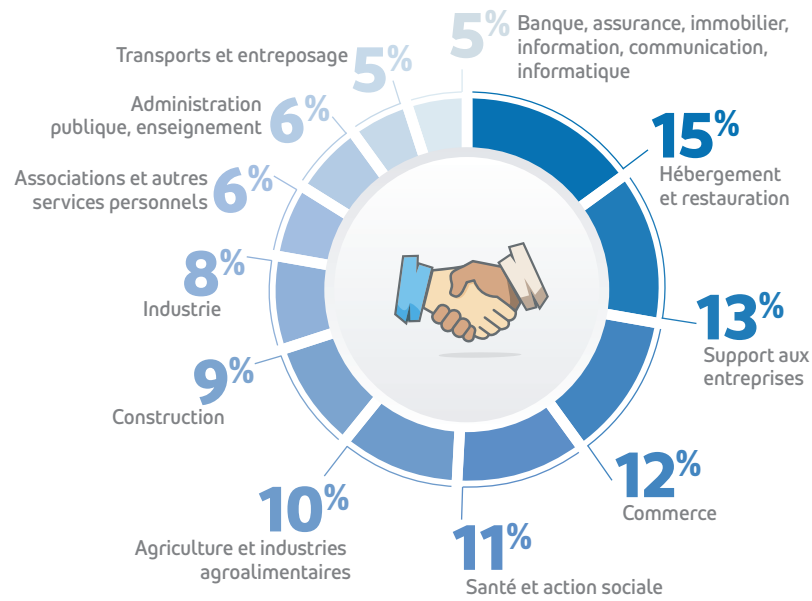 5%
Banque, assurance, immobilier,
information, communication,
informatique
15%
Hébergement
et restauration
13%
Support aux
entreprises
12%
Commerce
11%
Santé et action sociale
10%
Agriculture et industries
agroalimentaires
9%
Construction
8%
Industrie
6%
Associations et autres
services personnels
6%
Administration
publique, enseignement
5%
Transports et entreposage